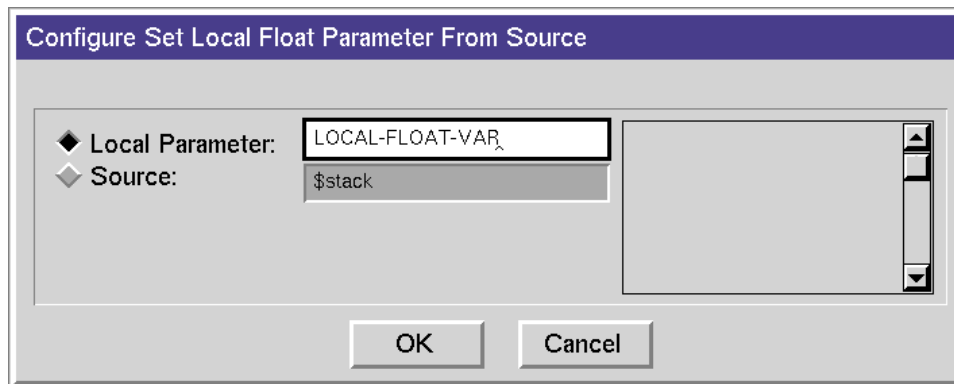 Configure Set Local Float Parameter From Source
Local Parameter: LOCAL-FLOAT-VAR
Source: $stack
OK Cancel